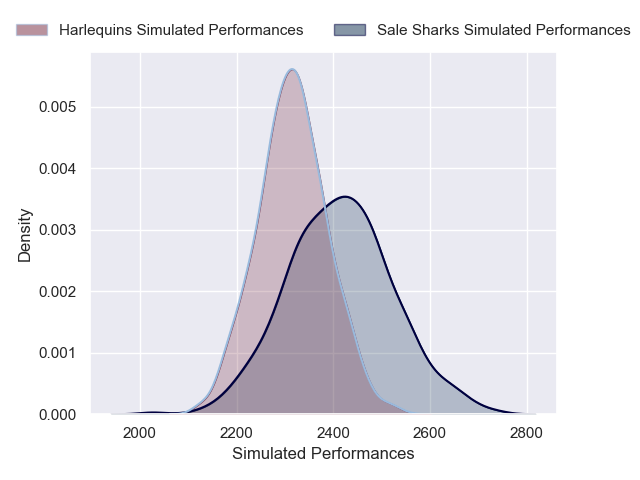 Harlequins Simulated Performances
Sale Sharks Simulated Performances
0.005
0.004
0.003
0.002
0.001
0.000
Density
2000
2200
2400
2600
2800
Simulated Performances